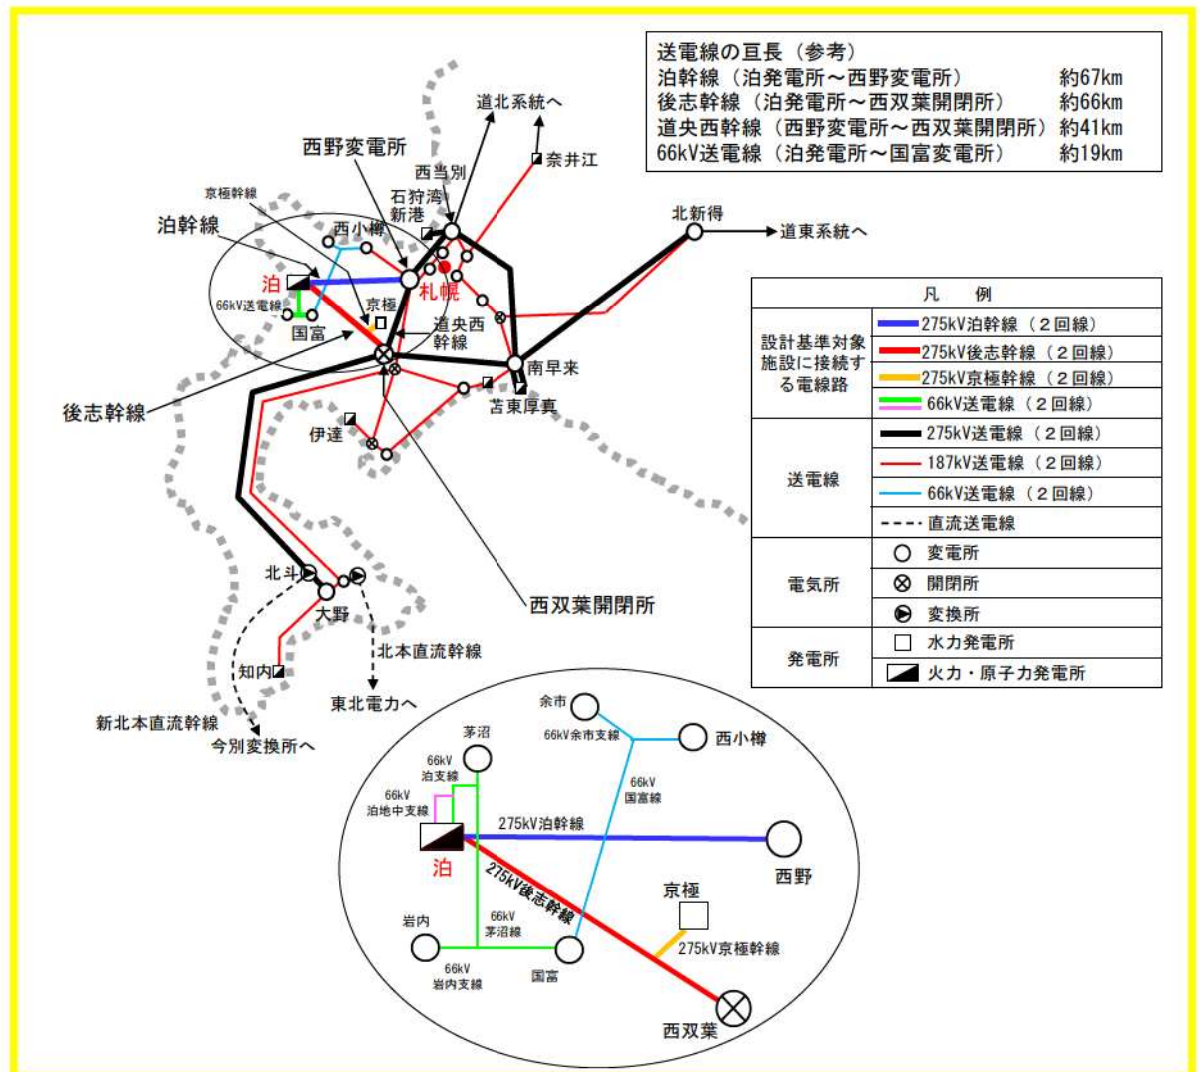 送電線の亘長（参考）
泊幹線（泊発電所～西野変電所） 約67km
後志幹線（泊発電所～西双葉開閉所） 約66km
道央西幹線（西野変電所～西双葉開閉所） 約41km
66kV送電線（泊発電所～国富変電所） 約19km
道北系統へ
西野変電所
西当別
奈井江
京極幹線
石狩湾
新港
泊幹線
西小樽
北新得
道東系統へ
泊
札幌
66kV送電線
京極
国富
道央西
幹線
南早来
後志幹線
苫東厚真
伊達
北斗
大野
西双葉開閉所
北本直流幹線
知内
東北電力へ
新北本直流幹線
今別変換所へ
凡 例
設計基準対象
施設に接続す
る電線路
275kV泊幹線（２回線）
275kV後志幹線（２回線）
275kV京極幹線（２回線）
66kV送電線（２回線）
送電線
275kV送電線（２回線）
187kV送電線（２回線）
66kV送電線（２回線）
直流送電線
電気所
変電所
開閉所
変換所
発電所
水力発電所
火力・原子力発電所
余市
66kV余市支線
西小樽
茅沼
66kV
泊支線
66kV
国富線
66kV
泊地中支線
275kV泊幹線
泊
西野
275kV後志幹線
京極
岩内
66kV
茅沼線
275kV京極幹線
66kV
岩内支線
国富
西双葉